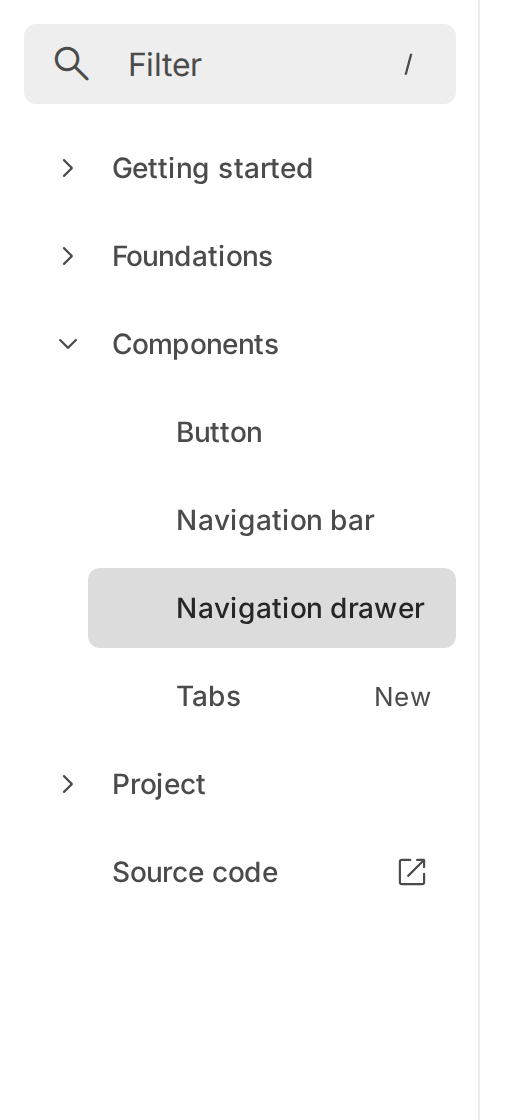 Filter /
Getting started
Foundations
Components
Button
Navigation bar
Navigation drawer
Tabs New
Project
Source code